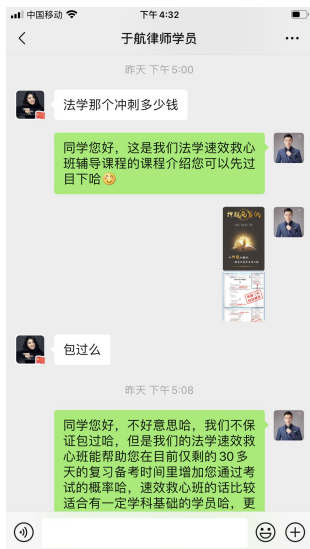 中国移动
下午4:32
于航律师学员
昨天 下午5:00
法学那个冲刺多少钱
同学您好，这是我们法学速效救心
班辅导课程的课程介绍您可以先过
目下哈
包过么
昨天 下午5:08
同学您好，不好意思哈，我们不保
证包过哈，但是我们的法学速效救
心班能帮助您在目前仅剩的30多
天的复习备考时间里增加您通过考
试的概率哈，速效救心班的话比较
适合有一定学科基础的学员哈，更